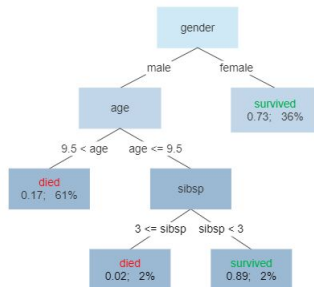 gender
male
female
age
survived
0.73; 36%
9.5 < age
age <= 9.5
died
0.17; 61%
sibsp
3 <= sibsp
sibsp < 3
died
0.02; 2%
survived
0.89; 2%